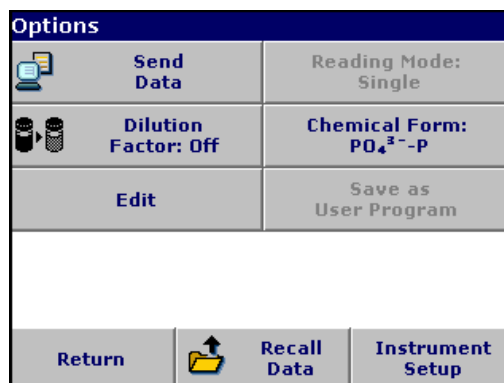 Options
Send
Data
Reading Mode:
Single
Dilution
Factor: Off
Chemical Form:
PO₄³⁻-P
Edit
Save as
User Program
Return
Recall
Data
Instrument
Setup